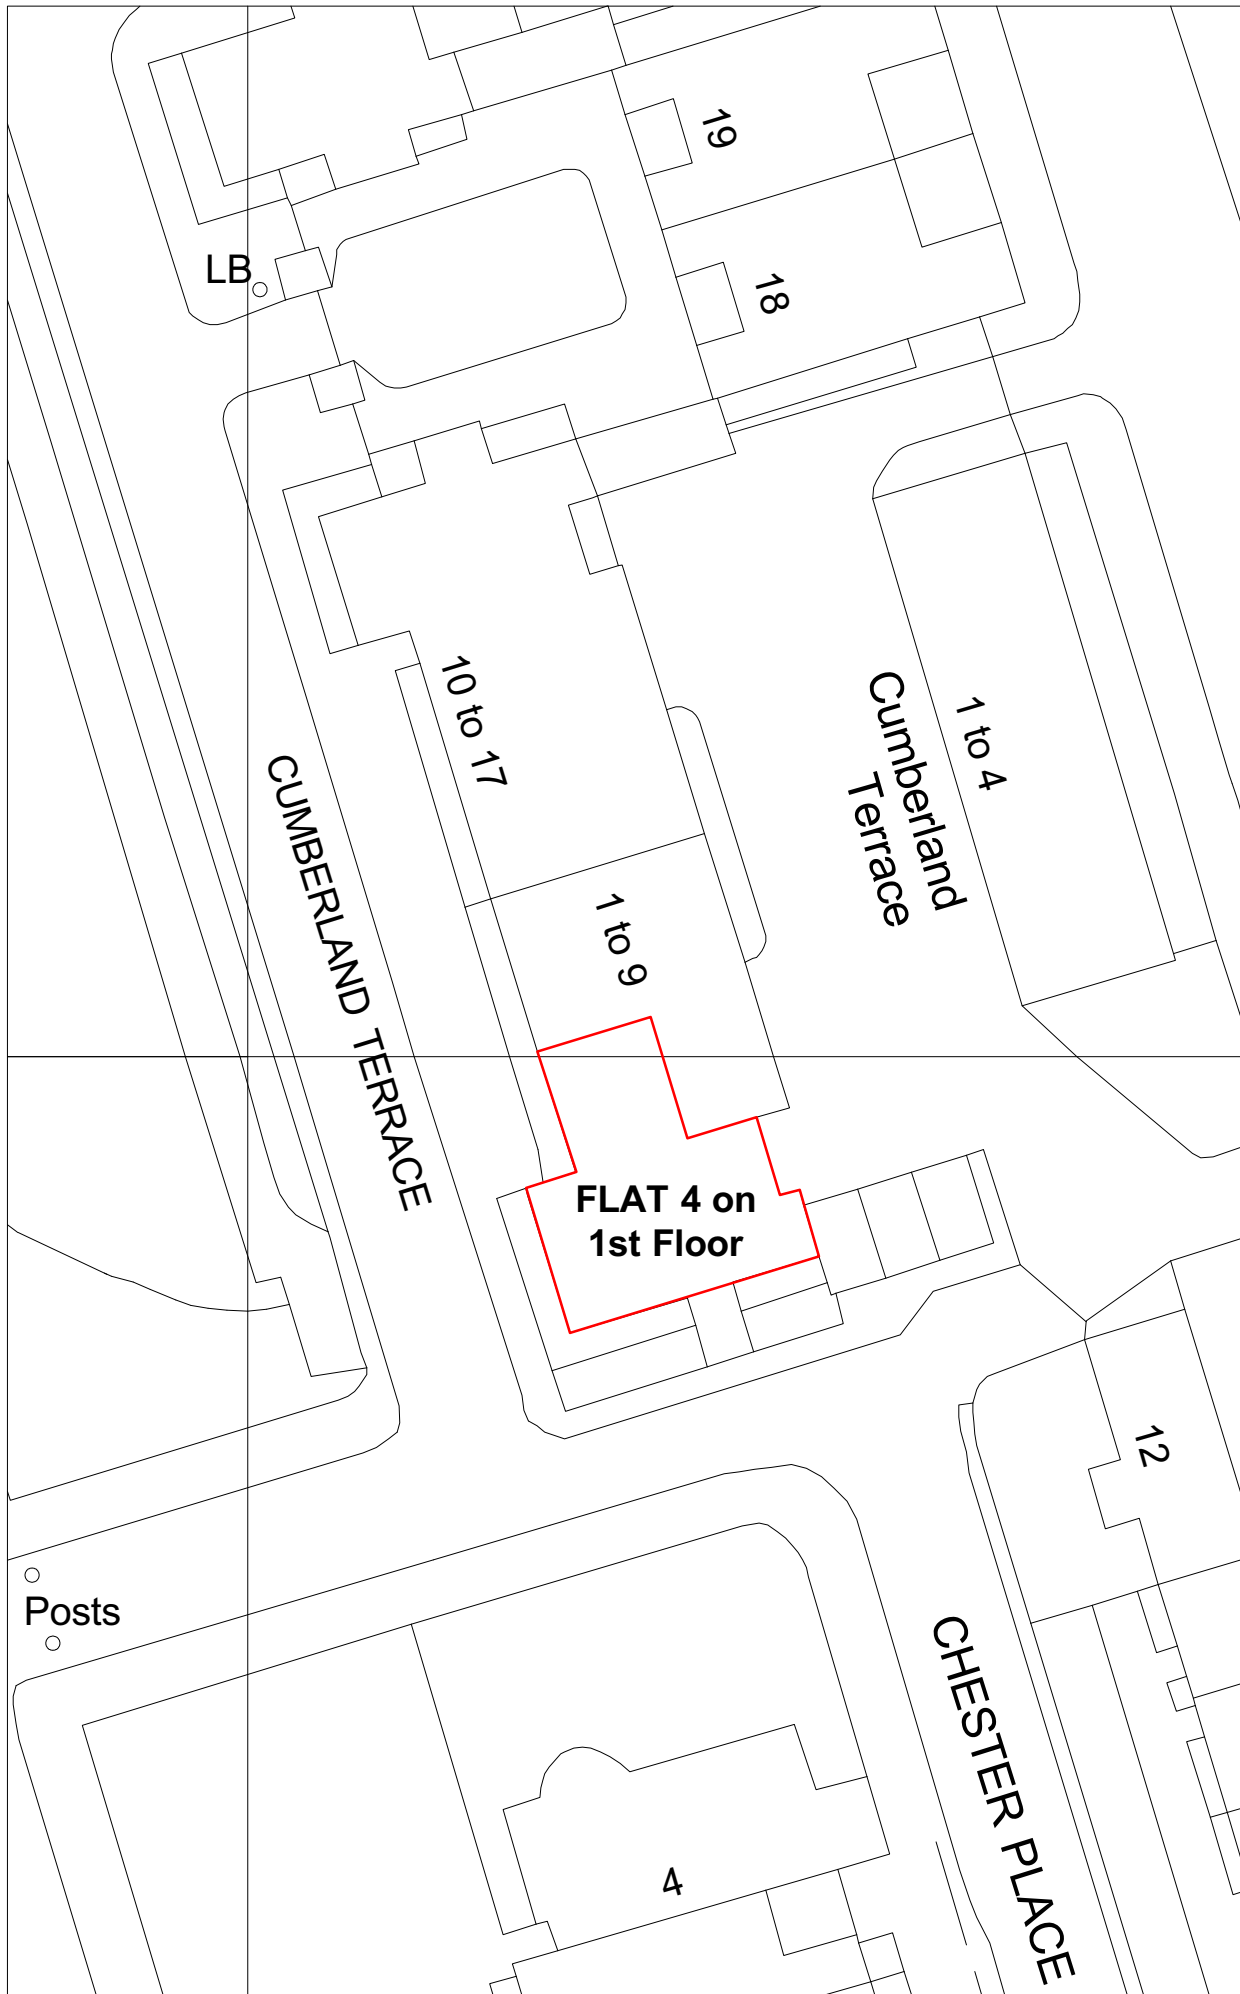 19
LB
18
10 to 17
Cumberland
Terrace
1 to 4
CUMBERLAND TERRACE
1 to 9
FLAT 4 on
1st Floor
12
Posts
CHESTER PLACE
4